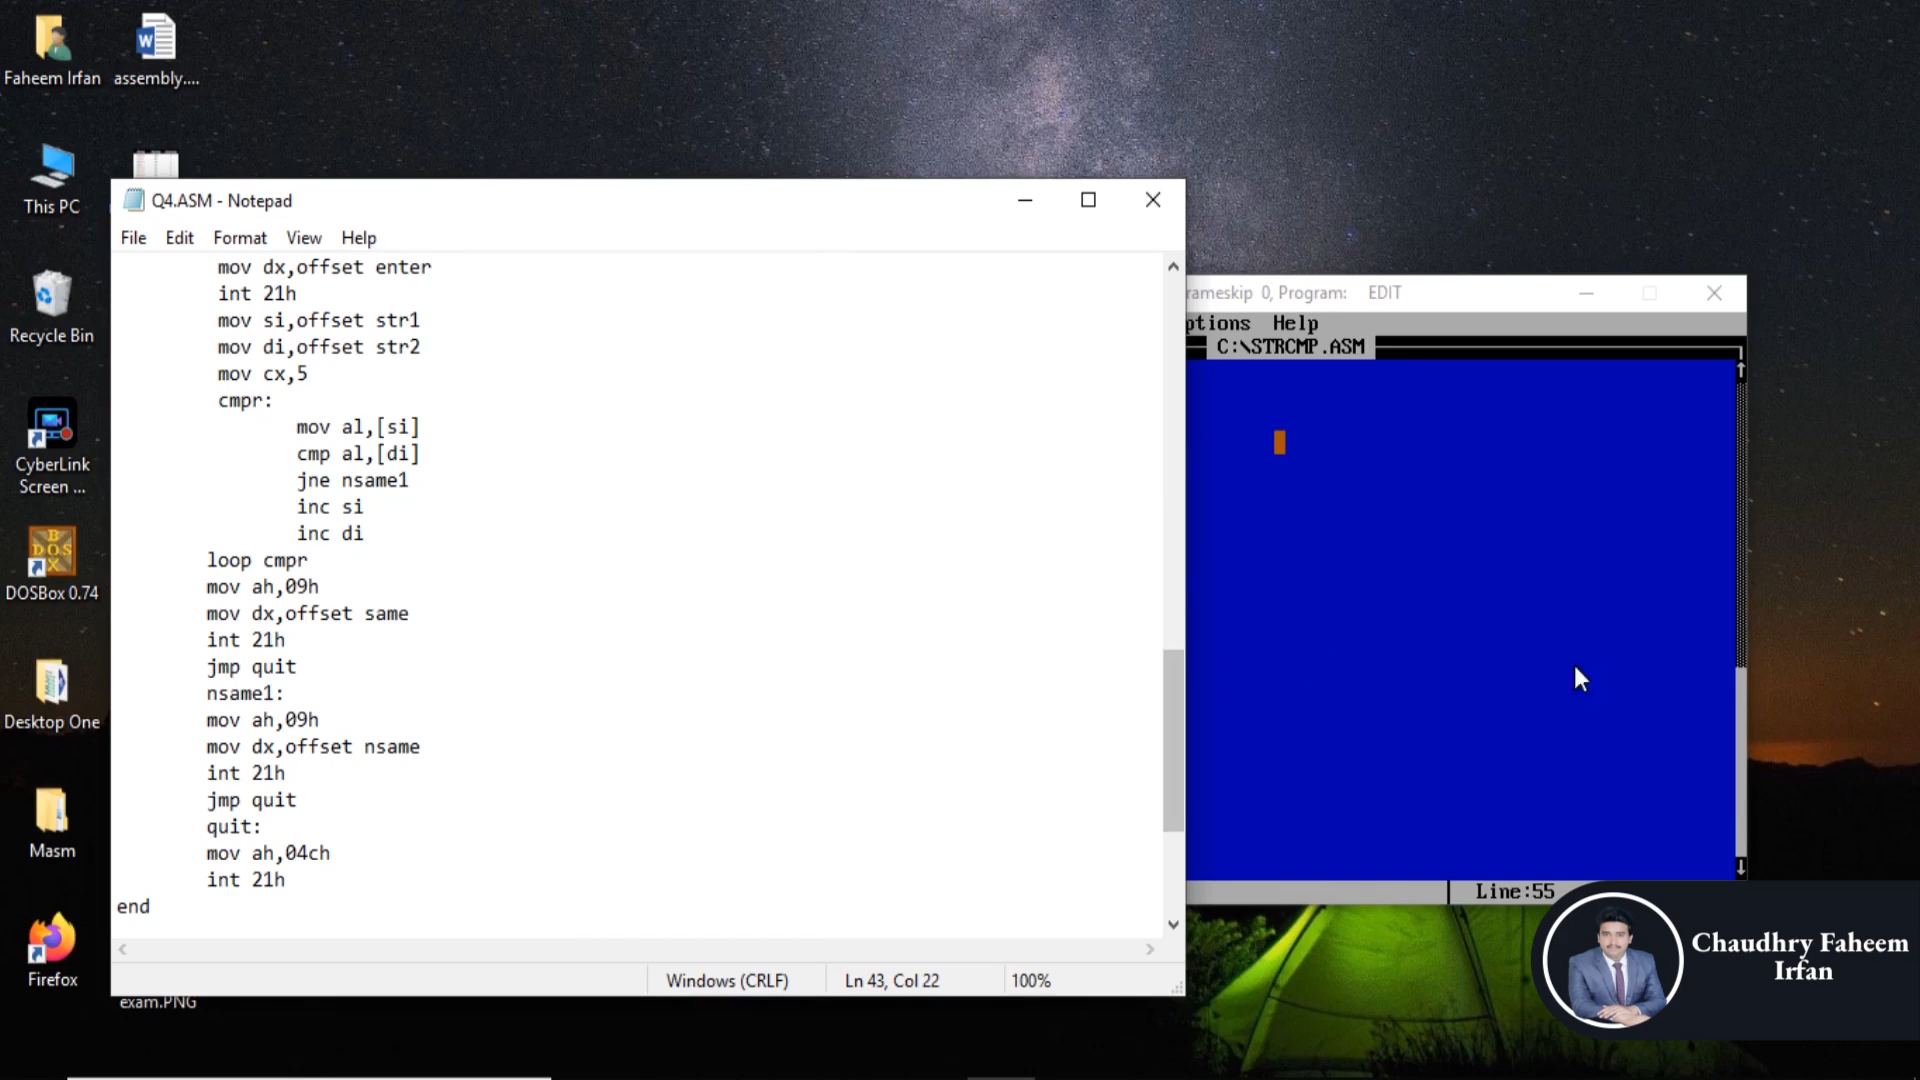 Faheem Irfan
assembly....
This PC
Recycle Bin
CyberLink
Screen ...
DOSBox 0.74
Desktop One
Masm
Firefox
exam.PNG
Q4.ASM - Notepad
File Edit Format View Help
mov dx,offset enter
int 21h
mov si,offset str1
mov di,offset str2
mov cx,5
cmpr:
mov al,[si]
cmp al,[di]
jne nsame1
inc si
inc di
loop cmpr
mov ah,09h
mov dx,offset same
int 21h
jmp quit
nsame1:
mov ah,09h
mov dx,offset nsame
int 21h
jmp quit
quit:
mov ah,04ch
int 21h
end
Windows (CRLF) Ln 43, Col 22 100%
rameskip 0, Program: EDIT
ptions Help
C:\STRCMP.ASM
Line:55
Chaudhry Faheem
Irfan